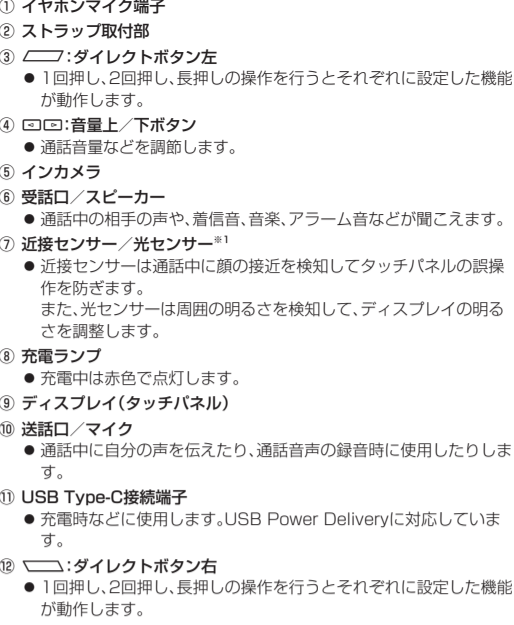 ① イヤホンマイク端子
② ストラップ取付部
③ :ダイレクトボタン左
● 1回押し、2回押し、長押しの操作を行うとそれぞれに設定した機能
が動作します。
④ :音量上／下ボタン
● 通話音量などを調節します。
⑤ インカメラ
⑥ 受話口／スピーカー
● 通話中の相手の声や、着信音、音楽、アラーム音などが聞こえます。
⑦ 近接センサー／光センサー※1
● 近接センサーは通話中に顔の接近を検知してタッチパネルの誤操
作を防ぎます。
また、光センサーは周囲の明るさを検知して、ディスプレイの明る
さを調整します。
⑧ 充電ランプ
● 充電中は赤色で点灯します。
⑨ ディスプレイ（タッチパネル）
⑩ 送話口／マイク
● 通話中に自分の声を伝えたり、通話音声の録音時に使用したりしま
す。
⑪ USB Type-C接続端子
● 充電時などに使用します。USB Power Deliveryに対応していま
す。
⑫ :ダイレクトボタン右
● 1回押し、2回押し、長押しの操作を行うとそれぞれに設定した機能
が動作します。